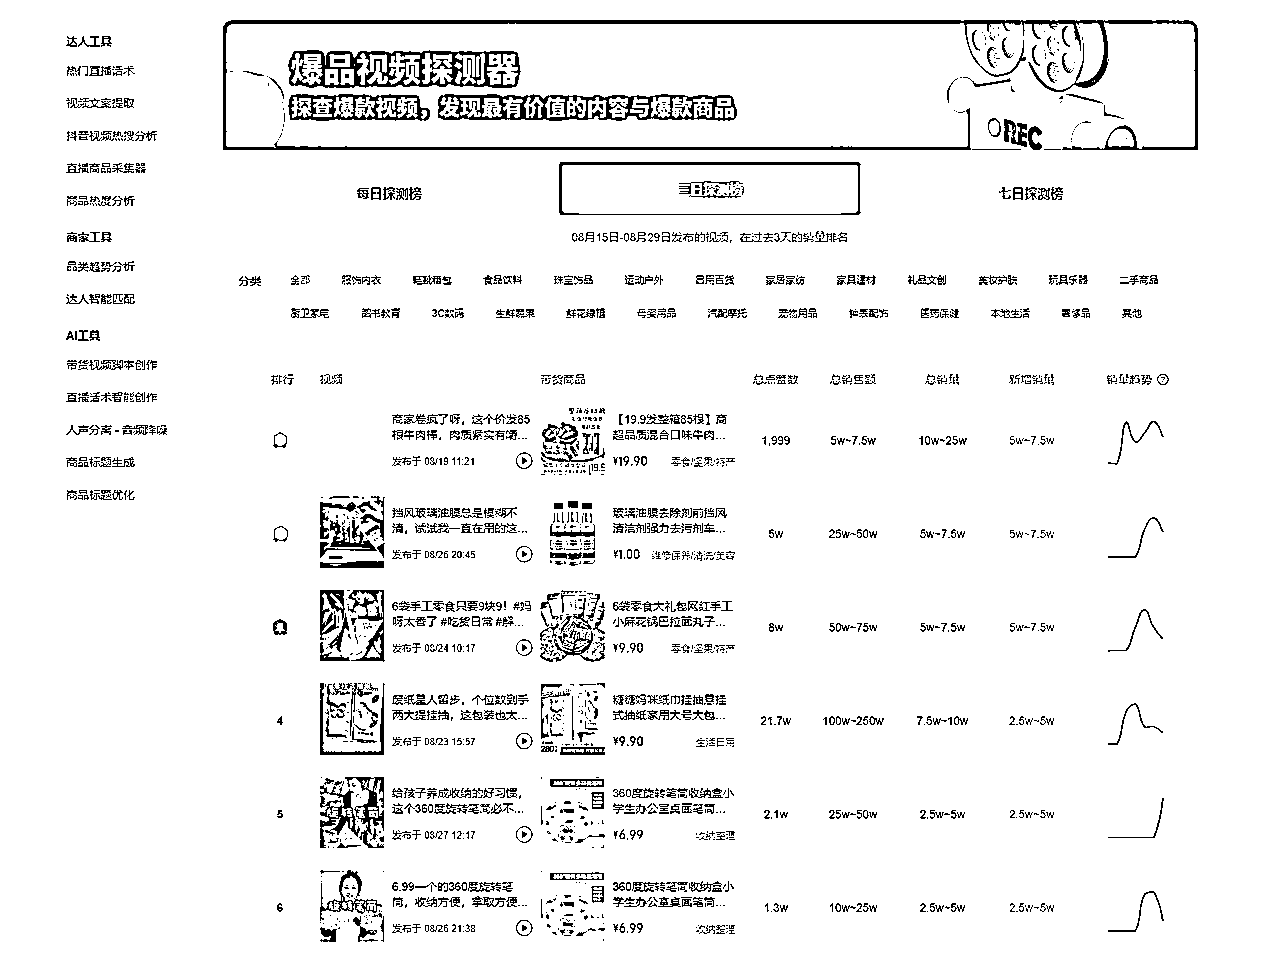 达人工具
热门直播话术
视频文案提取
抖音视频热搜分析
直播商品采集器
商品热度分析
商家工具
品类趋势分析
达人智能匹配
AI工具
带货视频脚本创作
直播话术智能创作
人声分离 - 音频降噪
商品标题生成
商品标题优化
爆品视频探测器
探查爆款视频，发现最有价值的内容与爆款商品
REC
每日探测榜 三日探测榜 七日探测榜
08月15日-08月29日发布的视频，在过去3天的销量排名
分类 全部 服饰内衣 鞋靴箱包 食品饮料 珠宝饰品 运动户外 日用百货 家居家纺 家具建材 礼品文创 美妆护肤 玩具乐器 二手商品
厨卫家电 图书教育 3C数码 生鲜蔬果 鲜花绿植 母婴用品 汽配摩托 宠物用品 钟表配饰 医药保健 本地生活 奢侈品 其他
排行 视频 带货商品 总点赞数 总销售额 总销量 新增销量 销量趋势
商家卷疯了呀，这个价发85
根牛肉棒，肉质紧实有嚼...
发布于 08/19 11:21
【19.9发整箱85根】商
超品质混合口味牛肉...
¥19.90 零食/坚果/特产
1,999 5w~7.5w 10w~25w 5w~7.5w
挡风玻璃油膜总是模糊不
清，试试我一直在用的这...
发布于 08/26 20:45
玻璃油膜去除剂前挡风
清洁剂强力去污剂车...
¥1.00 维修保养/清洗/美容
5w 25w~50w 5w~7.5w 5w~7.5w
6袋手工零食只要9块9！#妈
呀太香了 #吃货日常 #解...
发布于 08/24 10:17
6袋零食大礼包网红手工
小麻花锅巴拉面丸子...
¥9.90 零食/坚果/特产
8w 50w~75w 5w~7.5w 5w~7.5w
4
废纸星人留步，个位数到手
两大提挂抽，这包装也太...
发布于 08/23 15:57
糖糖妈咪纸巾挂抽悬挂
式抽纸家用大号大包...
¥9.90 生活日常
21.7w 100w~250w 7.5w~10w 2.5w~5w
5
给孩子养成收纳的好习惯，
这个360度旋转笔筒必不...
发布于 08/27 12:17
360度旋转笔筒收纳盒小
学生办公室桌面笔筒...
¥6.99 收纳整理
2.1w 25w~50w 2.5w~5w 2.5w~5w
6
6.99一个的360度旋转笔
筒，收纳方便，拿取方便...
发布于 08/26 21:38
360度旋转笔筒收纳盒小
学生办公室桌面笔筒...
¥6.99 收纳整理
1.3w 10w~25w 2.5w~5w 2.5w~5w